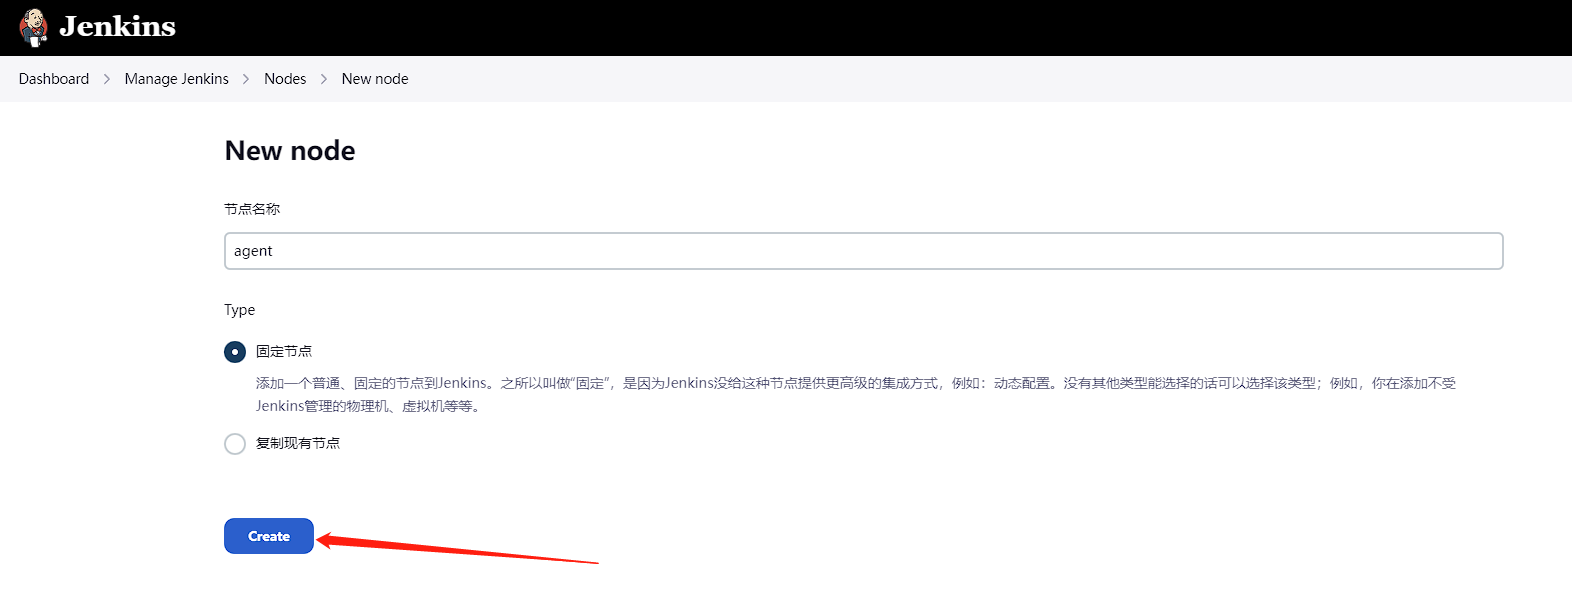 Jenkins
Dashboard > Manage Jenkins > Nodes > New node
New node
节点名称
agent
Type
固定节点
添加一个普通、固定的节点到Jenkins。之所以叫做“固定”，是因为Jenkins没给这种节点提供更高级的集成方式，例如：动态配置。没有其他类型能选择的话可以选择该类型；例如，你在添加不受
Jenkins管理的物理机、虚拟机等等。
复制现有节点
Create